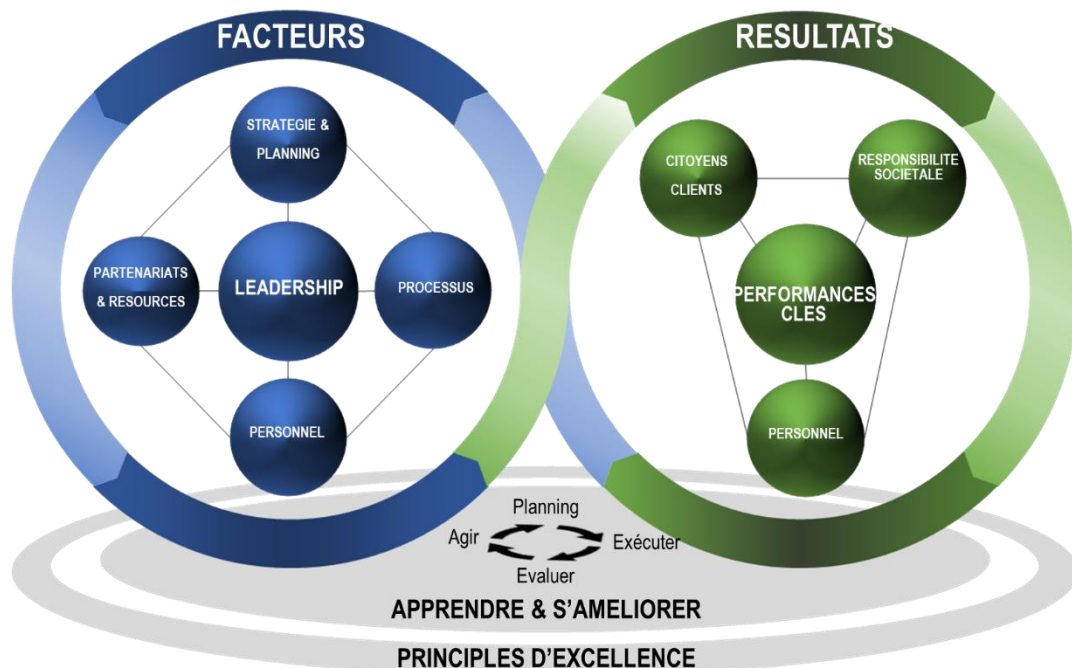 FACTEURS
STRATEGIE &
PLANNING
PARTENARIATS
& RESOURCES
LEADERSHIP
PROCESSUS
PERSONNEL
RESULTATS
CITOYENS
CLIENTS
RESPONSIBILITE
SOCIETALE
PERFORMANCES
CLES
PERSONNEL
Planning
Agir
Exécuter
Evaluer
APPRENDRE & S’AMELIORER
PRINCIPLES D’EXCELLENCE